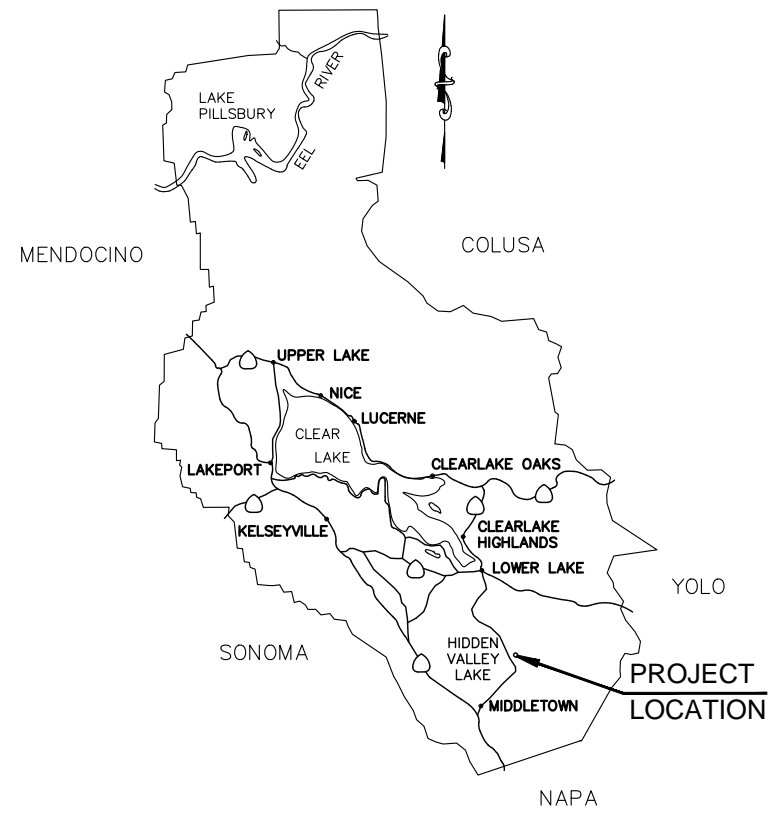 LAKE
PILLSBURY
RIVER
EEL
MENDOCINO
COLUSA
UPPER LAKE
NICE
LUCERNE
CLEAR
LAKE
LAKEPORT
CLEARLAKE OAKS
KELSEYVILLE
CLEARLAKE
HIGHLANDS
LOWER LAKE
YOLO
SONOMA
HIDDEN
VALLEY
LAKE
PROJECT
LOCATION
MIDDLETOWN
NAPA